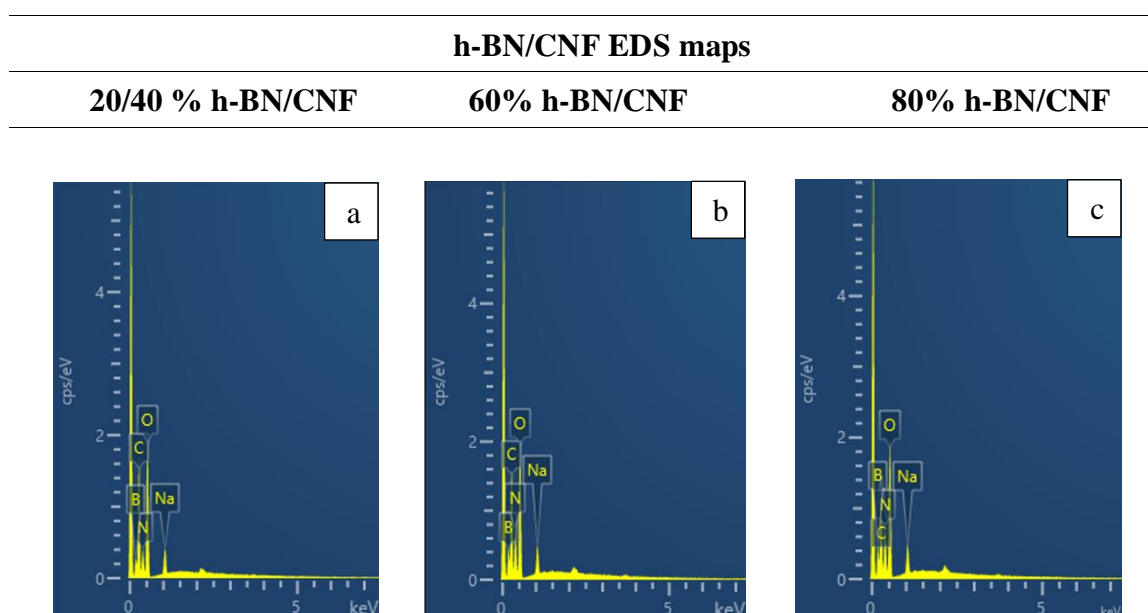 h-BN/CNF EDS maps
20/40 % h-BN/CNF 60% h-BN/CNF 80% h-BN/CNF
a
cps/eV
4
2
0
O
C
B
Na
N
0 5 keV
b
cps/eV
4
2
0
O
C
Na
N
B
0 5 keV
c
cps/eV
4
2
0
O
B
Na
N
C
0 5 keV